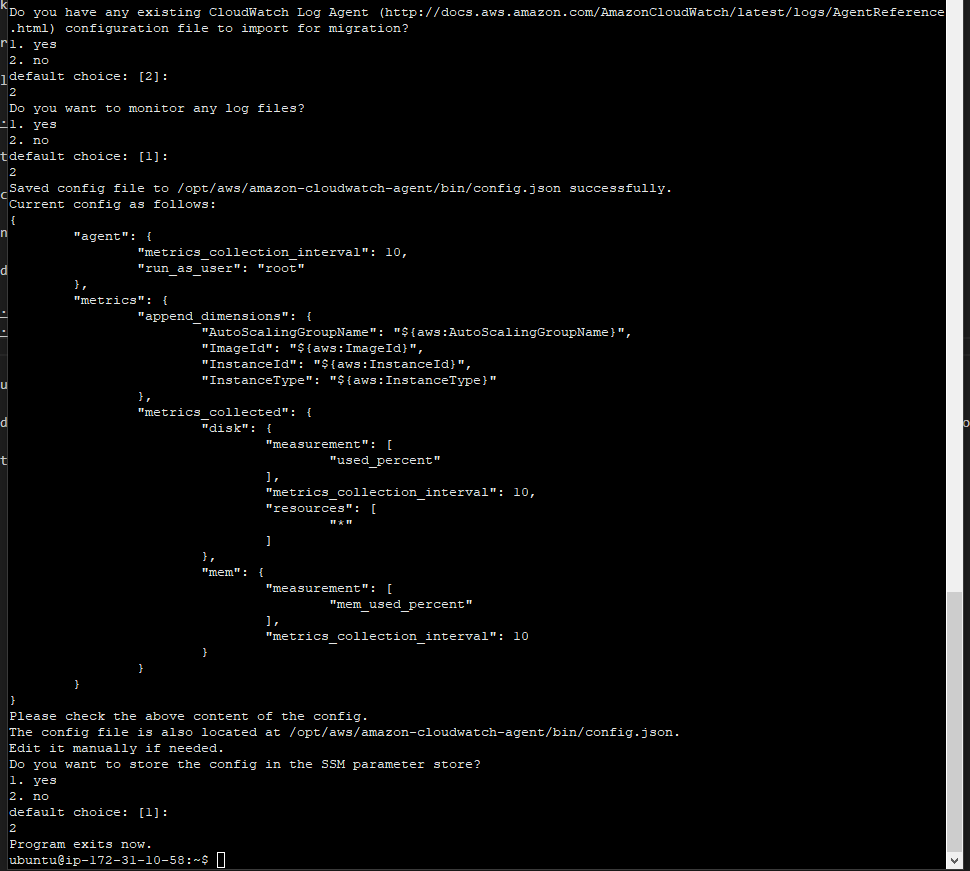 Do you have any existing CloudWatch Log Agent (http://docs.aws.amazon.com/AmazonCloudWatch/latest/logs/AgentReference
.html) configuration file to import for migration?
1. yes
2. no
default choice: [2]:
2
Do you want to monitor any log files?
1. yes
2. no
default choice: [1]:
2
Saved config file to /opt/aws/amazon-cloudwatch-agent/bin/config.json successfully.
Current config as follows:
{
        "agent": {
                "metrics_collection_interval": 10,
                "run_as_user": "root"
        },
        "metrics": {
                "append_dimensions": {
                        "AutoScalingGroupName": "${aws:AutoScalingGroupName}",
                        "ImageId": "${aws:ImageId}",
                        "InstanceId": "${aws:InstanceId}",
                        "InstanceType": "${aws:InstanceType}"
                },
                "metrics_collected": {
                        "disk": {
                                "measurement": [
                                        "used_percent"
                                ],
                                "metrics_collection_interval": 10,
                                "resources": [
                                        "*"
                                ]
                        },
                        "mem": {
                                "measurement": [
                                        "mem_used_percent"
                                ],
                                "metrics_collection_interval": 10
                        }
                }
        }
}
Please check the above content of the config.
The config file is also located at /opt/aws/amazon-cloudwatch-agent/bin/config.json.
Edit it manually if needed.
Do you want to store the config in the SSM parameter store?
1. yes
2. no
default choice: [1]:
2
Program exits now.
ubuntu@ip-172-31-10-58:~$